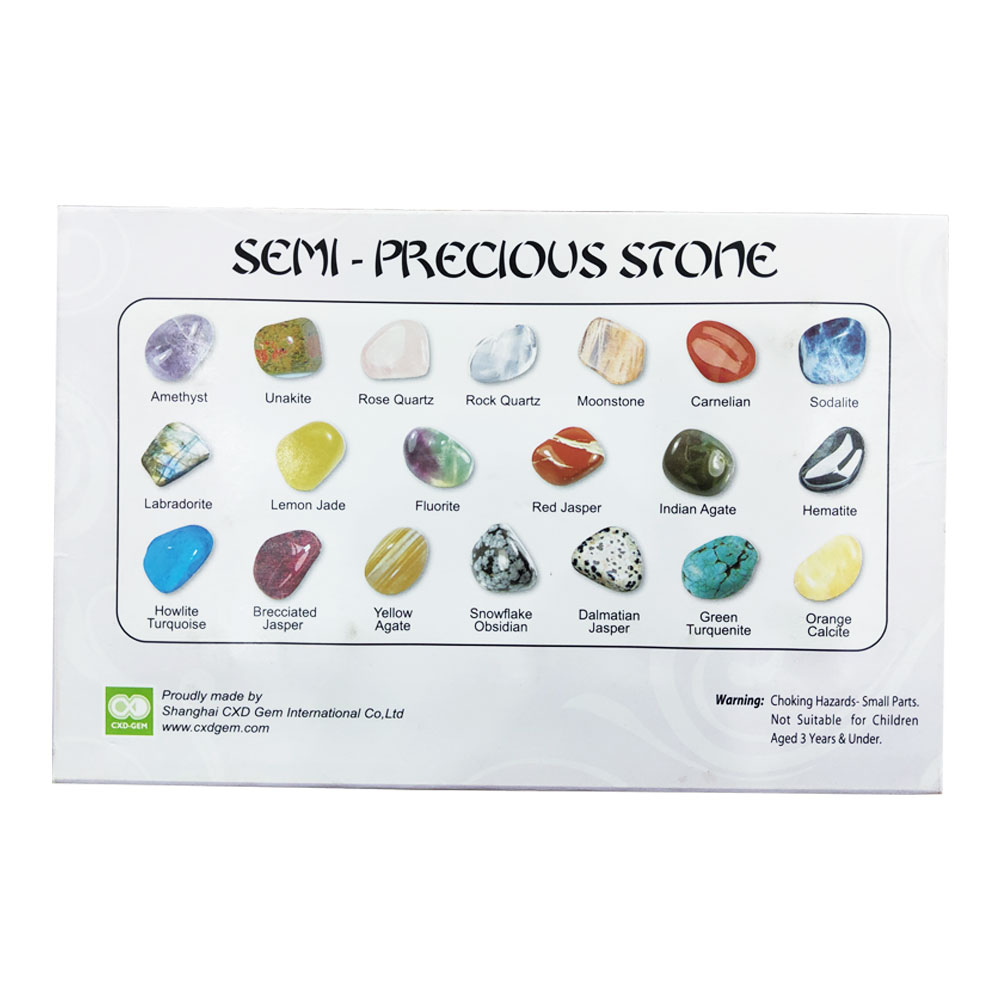 SEMI - PRECIOUS STONE
Amethyst
Unakite
Rose Quartz
Rock Quartz
Moonstone
Carnelian
Sodalite
Labradorite
Lemon Jade
Fluorite
Red Jasper
Indian Agate
Hematite
Howlite
Turquoise
Brecciated
Jasper
Yellow
Agate
Snowflake
Obsidian
Dalmatian
Jasper
Green
Turquenite
Orange
Calcite
CXD-GEM
Proudly made by
Shanghai CXD Gem International Co,Ltd
www.cxdgem.com
Warning: Choking Hazards- Small Parts.
Not Suitable for Children
Aged 3 Years & Under.